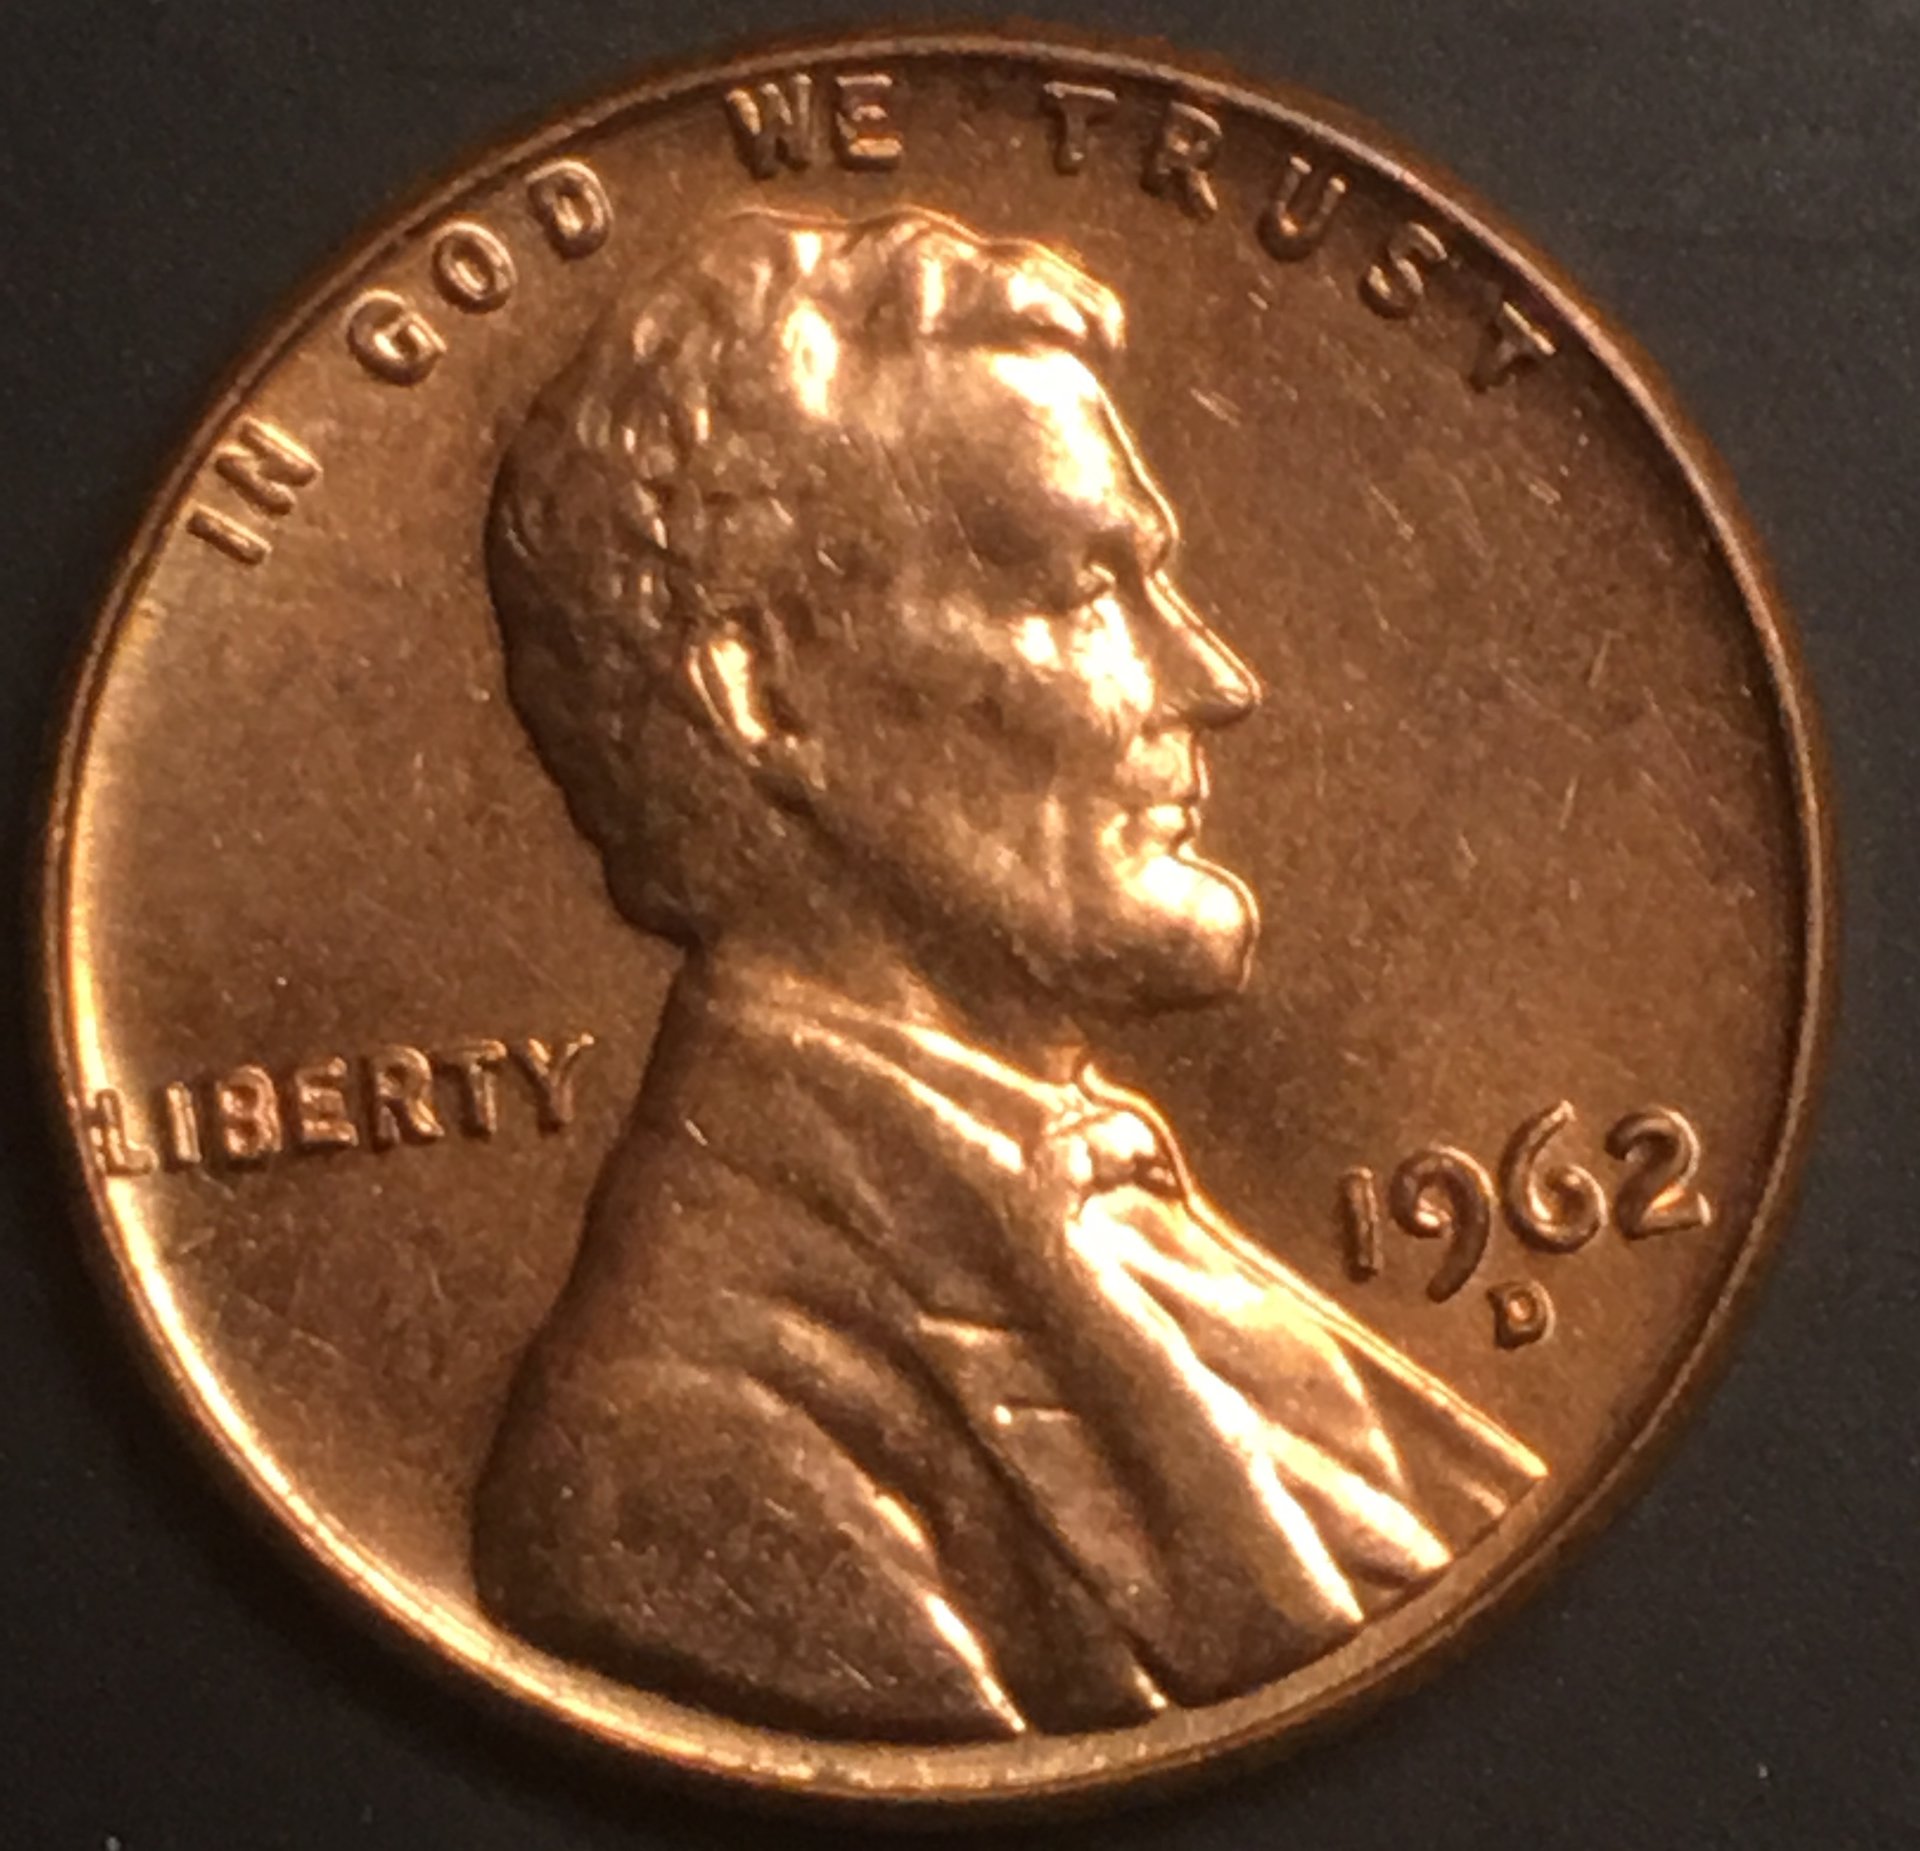 IN GOD WE TRUST
LIBERTY
1962
D